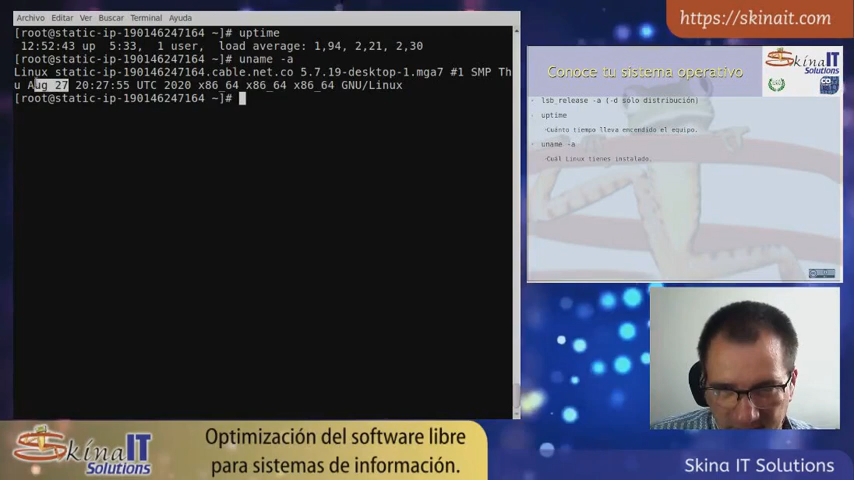 Archivo Editar Ver Buscar Terminal Ayuda
[root@static-ip-190146247164 ~]# uptime
12:52:43 up 5:33, 1 user, load average: 1,94, 2,21, 2,30
[root@static-ip-190146247164 ~]# uname -a
Linux static-ip-190146247164.cable.net.co 5.7.19-desktop-1.mga7 #1 SMP Th
u Aug 27 20:27:55 UTC 2020 x86_64 x86_64 x86_64 GNU/Linux
[root@static-ip-190146247164 ~]#
https://skinait.com
Conoce tu sistema operativo
Skina IT
Solutions
lsb_release -a (-d sólo distribución)
uptime
Cuánto tiempo lleva encendido el equipo.
uname -a
Cuál Linux tienes instalado.
Skina IT
Solutions
Optimización del software libre
para sistemas de información.
Skina IT Solutions